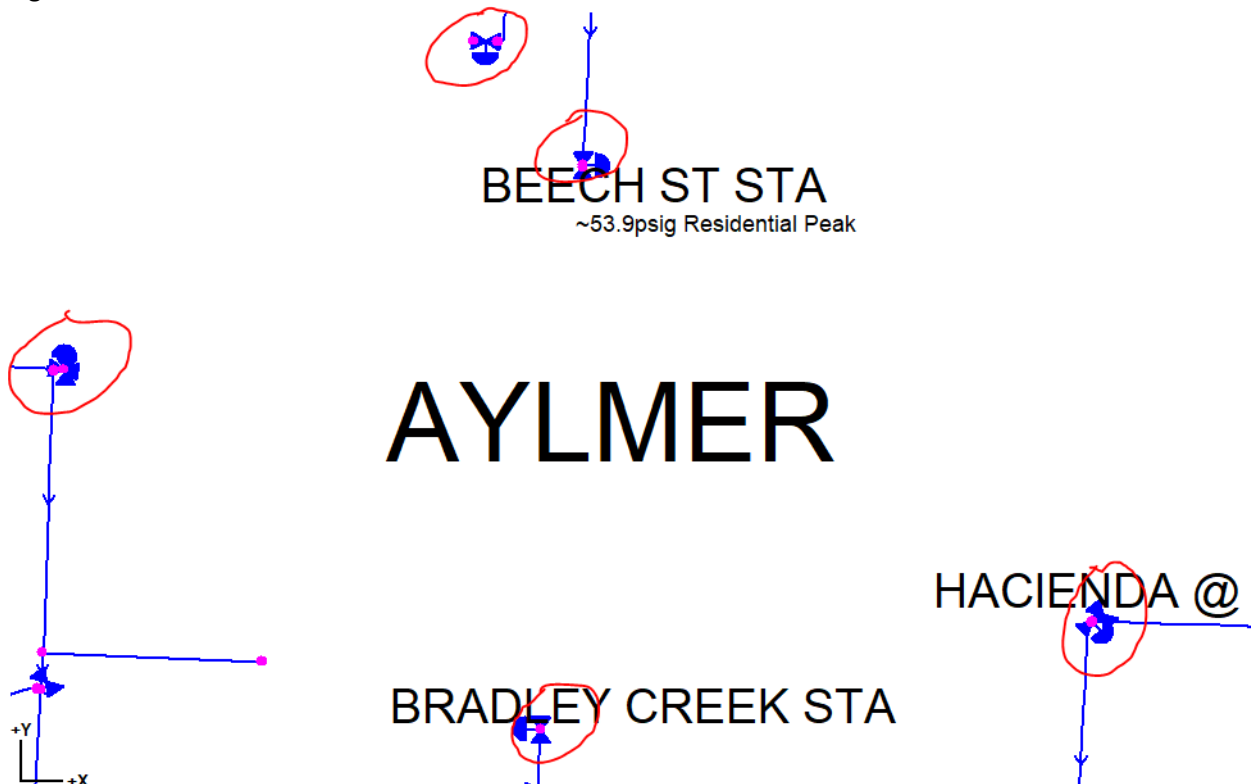 BEECH ST STA
~53.9psig Residential Peak
AYLMER
HACIENDA @
BRADLEY CREEK STA
+Y
+X